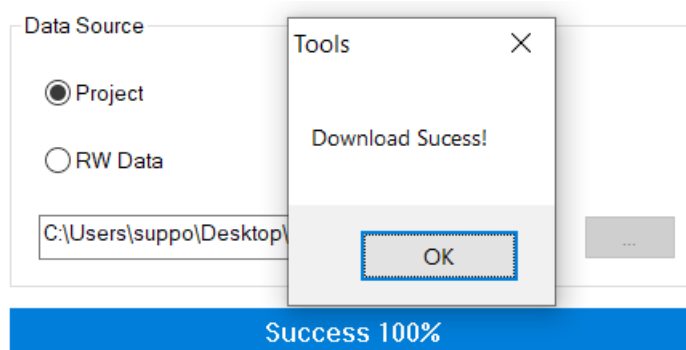 Data Source
Tools
Project
Download Sucess!
RW Data
C:\Users\suppo\Desktop\
...
OK
Success 100%